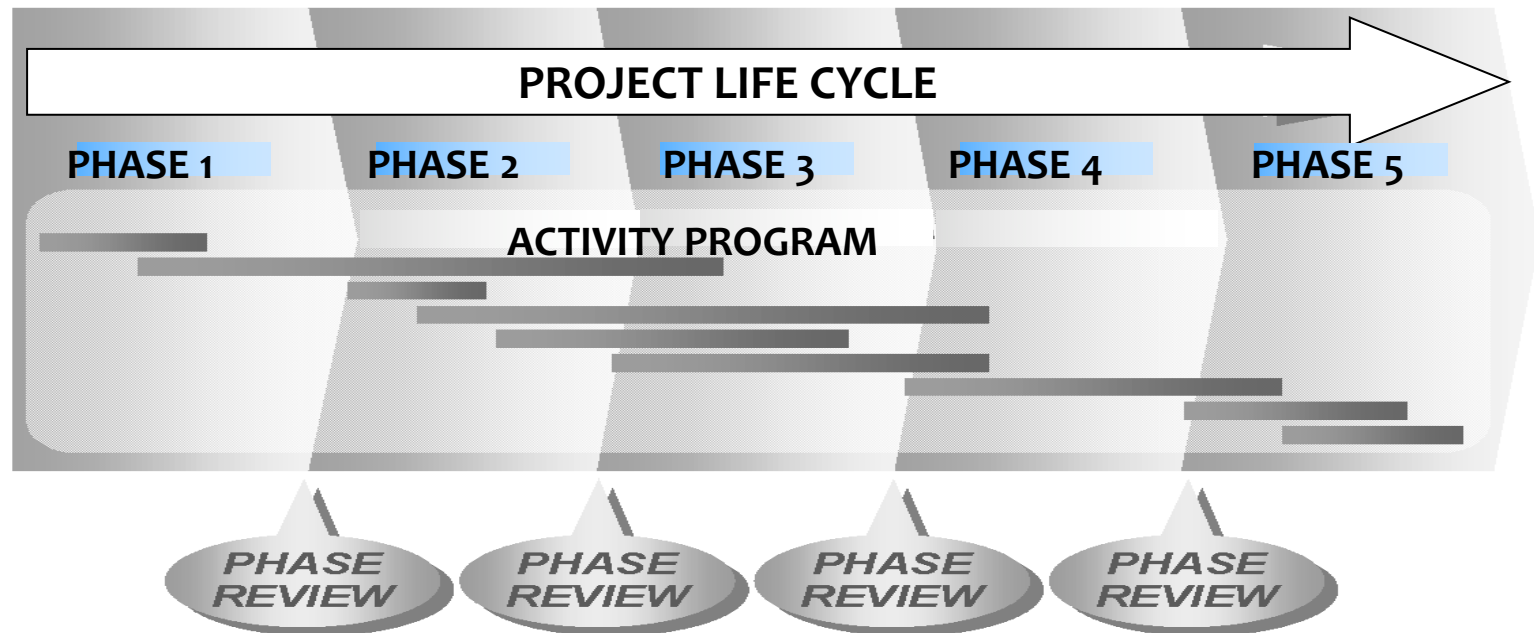 PROJECT LIFE CYCLE
PHASE 1 PHASE 2 PHASE 3 PHASE 4 PHASE 5
ACTIVITY PROGRAM
PHASE REVIEW
PHASE REVIEW
PHASE REVIEW
PHASE REVIEW